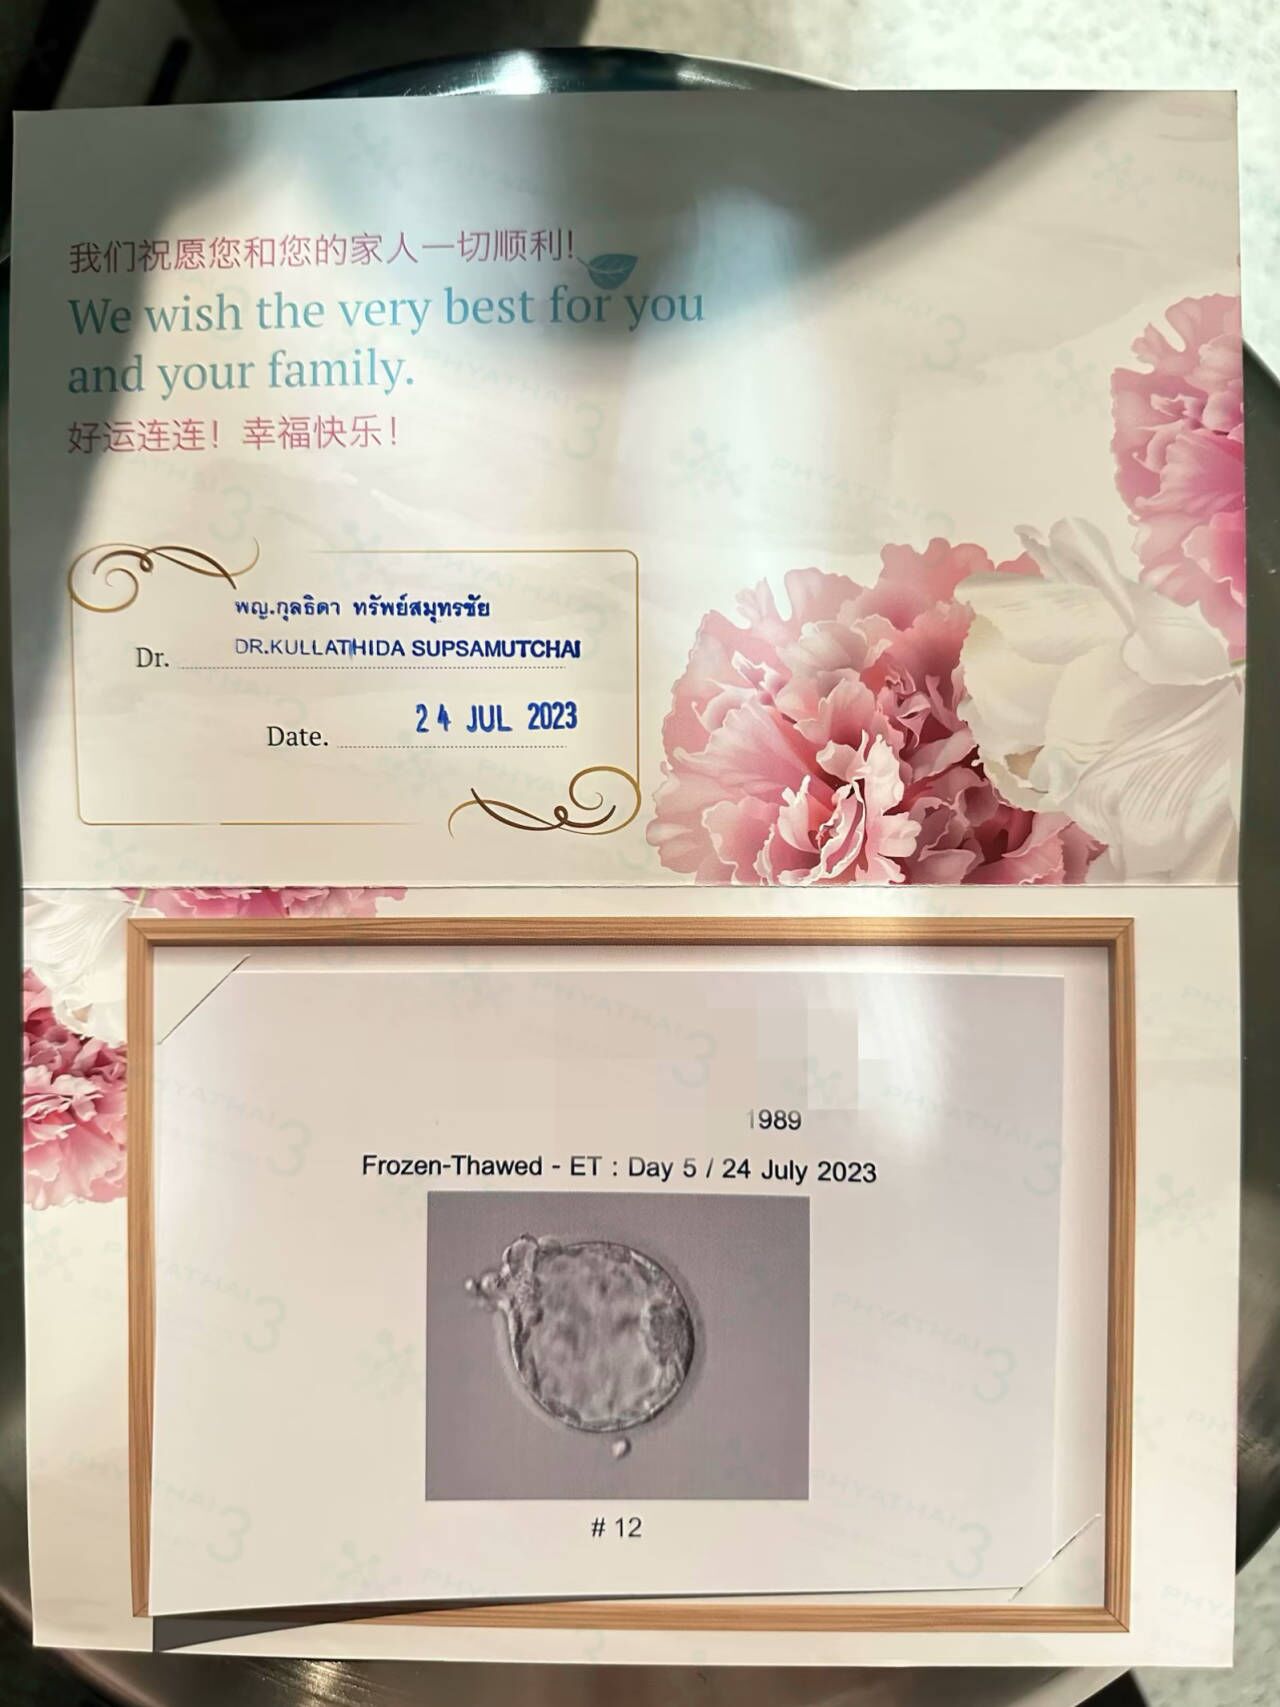 我们祝愿您和您的家人一切顺利!
We wish the very best for you
and your family.
好运连连! 幸福快乐!
พญ.กุลธิดา ทรัพย์สมุทรชัย
Dr. DR.KULLATHIDA SUPSAMUTCHAI
Date. 24 JUL 2023
1989
Frozen-Thawed - ET : Day 5 / 24 July 2023
# 12
PHYATHAI 3